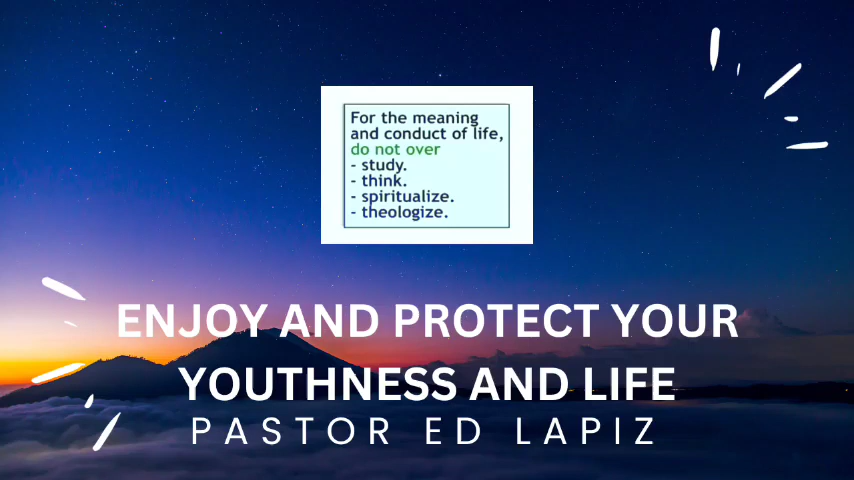 For the meaning
and conduct of life,
do not over
- study.
- think.
- spiritualize.
- theologize.
ENJOY AND PROTECT YOUR
YOUTHNESS AND LIFE
PASTOR ED LAPIZ